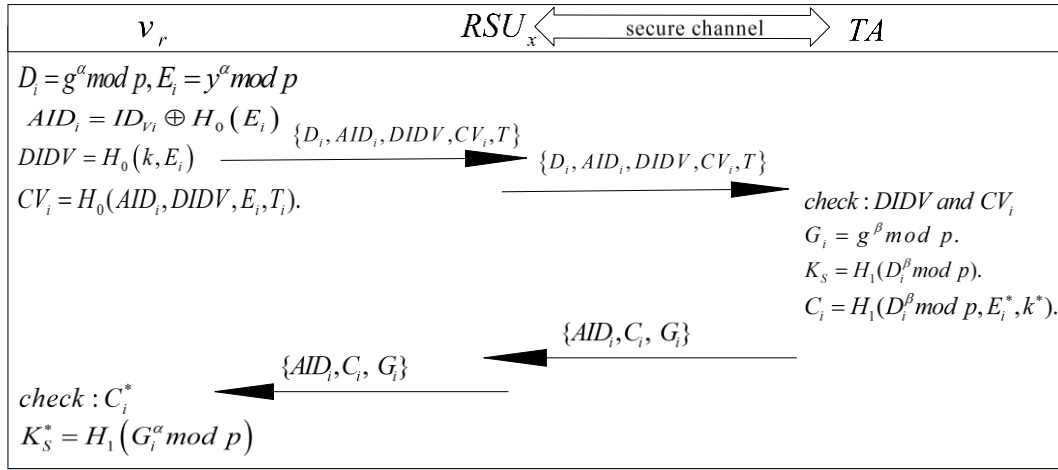 v_r RSU_x secure channel TA
D_i = g^α mod p, E_i = y^α mod p
AID_i = ID_{Vi} ⊕ H_0(E_i)
{D_i, AID_i, DIDV, CV_i, T}
DIDV = H_0(k, E_i)
{D_i, AID_i, DIDV, CV_i, T}
CV_i = H_0(AID_i, DIDV, E_i, T_i).
check : DIDV and CV_i
G_i = g^β mod p.
K_S = H_1(D_i^β mod p).
C_i = H_1(D_i^β mod p, E_i^*, k^*).
{AID_i, C_i, G_i}
{AID_i, C_i, G_i}
check : C_i^*
K_S^* = H_1(G_i^α mod p)